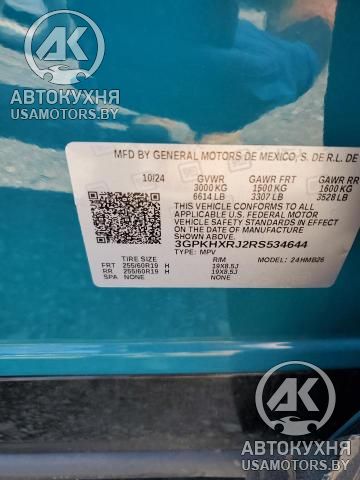 АК
АВТОКУХНЯ
USAMOTORS.BY
MFD BY GENERAL MOTORS DE MEXICO, S. DE R.L. DE
10/24 GVWR GAWR FRT GAWR RR
3000 KG 1500 KG 1600 KG
6614 LB 3307 LB 3528 LB
THIS VEHICLE CONFORMS TO ALL
APPLICABLE U.S. FEDERAL MOTOR
VEHICLE SAFETY STANDARDS IN EFFECT ON
THE DATE OF MANUFACTURE SHOWN ABOVE.
3GPKHXRJ2RS534644
TYPE: MPV
TIRE SIZE RIM MODEL: 24HMB26
FRT 255/60R19 H 19X8.5J
RR 255/60R19 H 19X8.5J
SPA NONE NONE
АК
АВТОКУХНЯ
USAMOTORS.BY